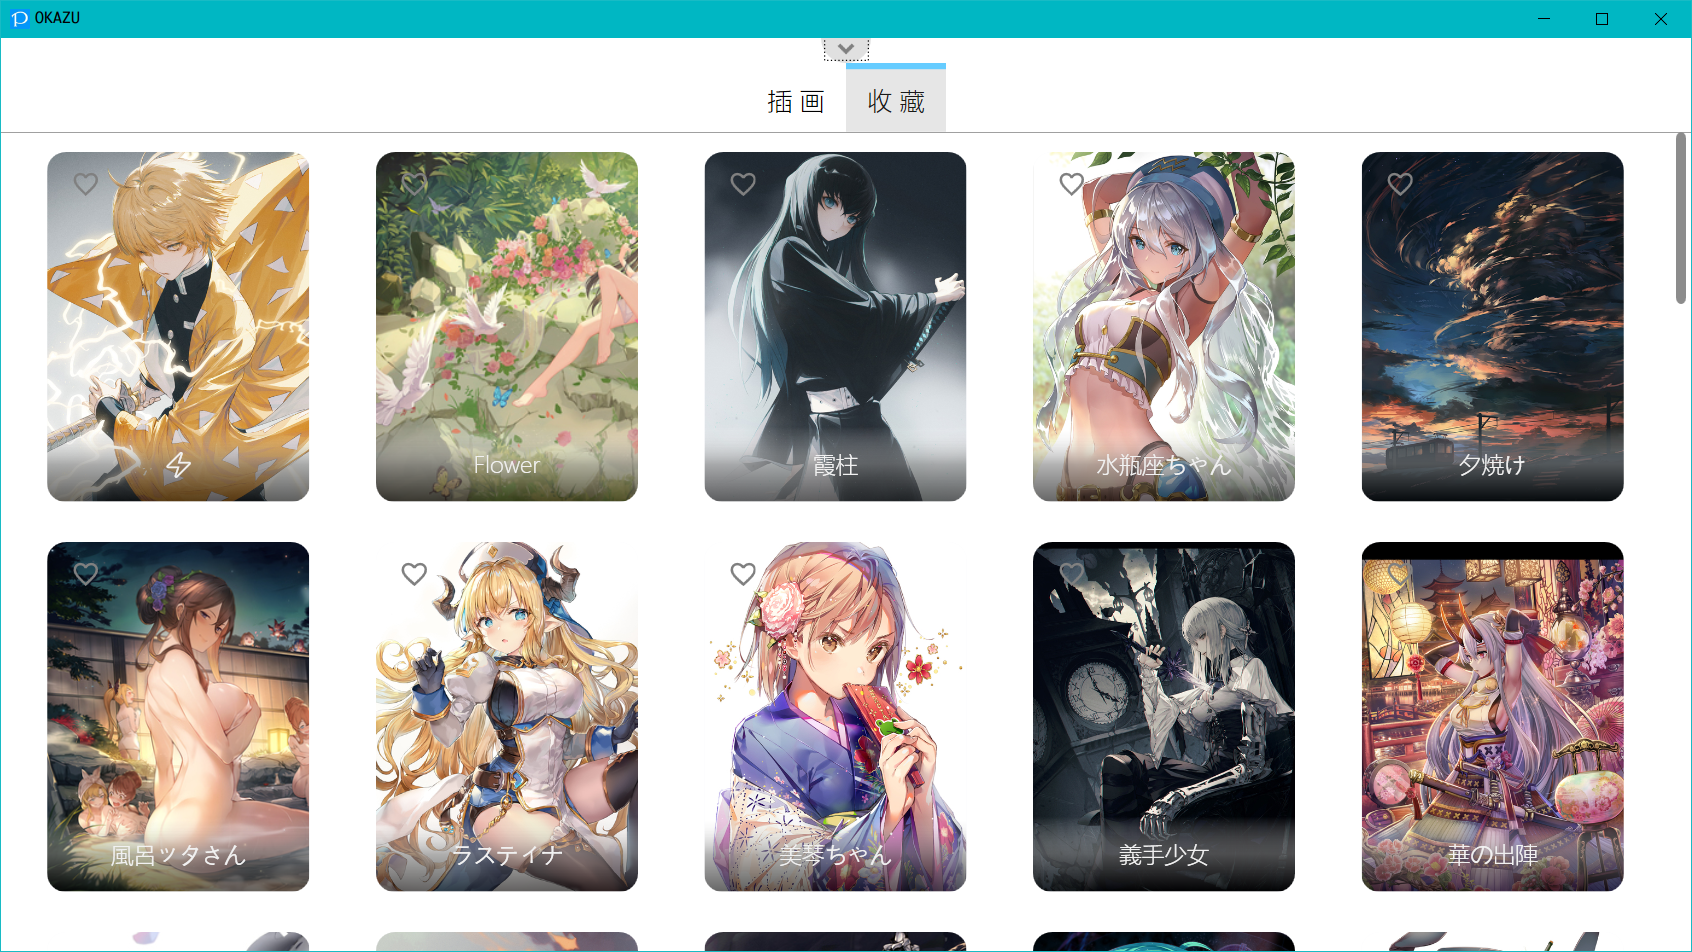 OKAZU
插画
收藏
Flower
霞柱
水瓶座ちゃん
夕焼け
風呂ッタさん
ラスティナ
美琴ちゃん
義手少女
華の出陣